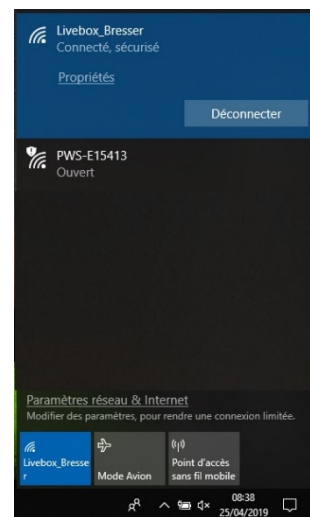 Livebox_Bresser
Connecté, sécurisé
Propriétés
Déconnecter
PWS-E15413
Ouvert
Paramètres réseau & Internet
Modifier des paramètres, pour rendre une connexion limitée.
Livebox_Bresse
r
Mode Avion
Point d'accès
sans fil mobile
08:38
25/04/2019